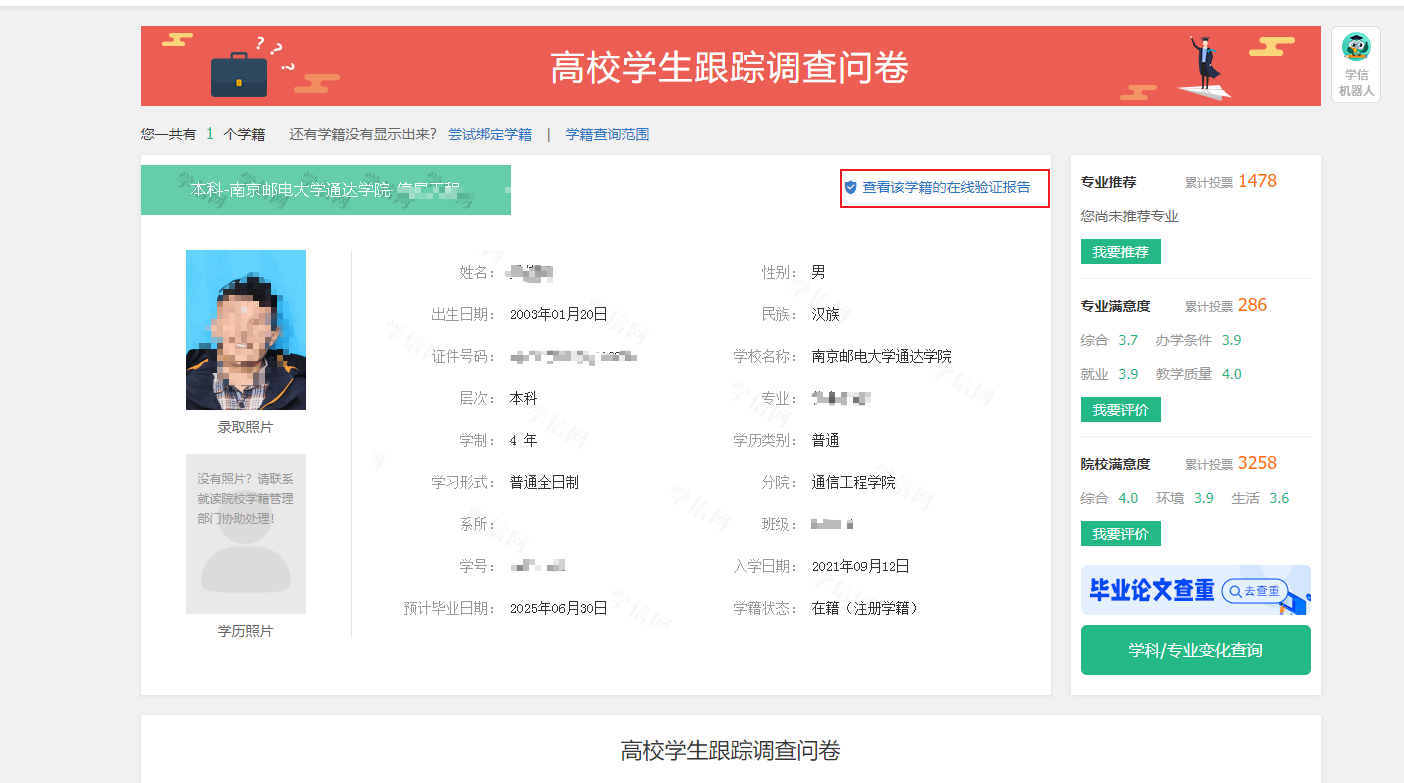 高校学生跟踪调查问卷
学信
机器人
您一共有 1 个学籍 还有学籍没有显示出来？ 尝试绑定学籍 | 学籍查询范围
本科-南京邮电大学通达学院-
查看该学籍的在线验证报告
录取照片
没有照片？请联系
就读院校学籍管理
部门协助处理！
学历照片
姓名： 性别： 男
出生日期： 2003年01月20日 民族： 汉族
证件号码： 学校名称： 南京邮电大学通达学院
层次： 本科 专业：
学制： 4 年 学历类别： 普通
学习形式： 普通全日制 分院： 通信工程学院
系所： 班级：
学号： 入学日期： 2021年09月12日
预计毕业日期： 2025年06月30日 学籍状态： 在籍（注册学籍）
专业推荐 累计投票 1478
您尚未推荐专业
我要推荐
专业满意度 累计投票 286
综合 3.7 办学条件 3.9
就业 3.9 教学质量 4.0
我要评价
院校满意度 累计投票 3258
综合 4.0 环境 3.9 生活 3.6
我要评价
毕业论文查重 去查重
学科/专业变化查询
高校学生跟踪调查问卷